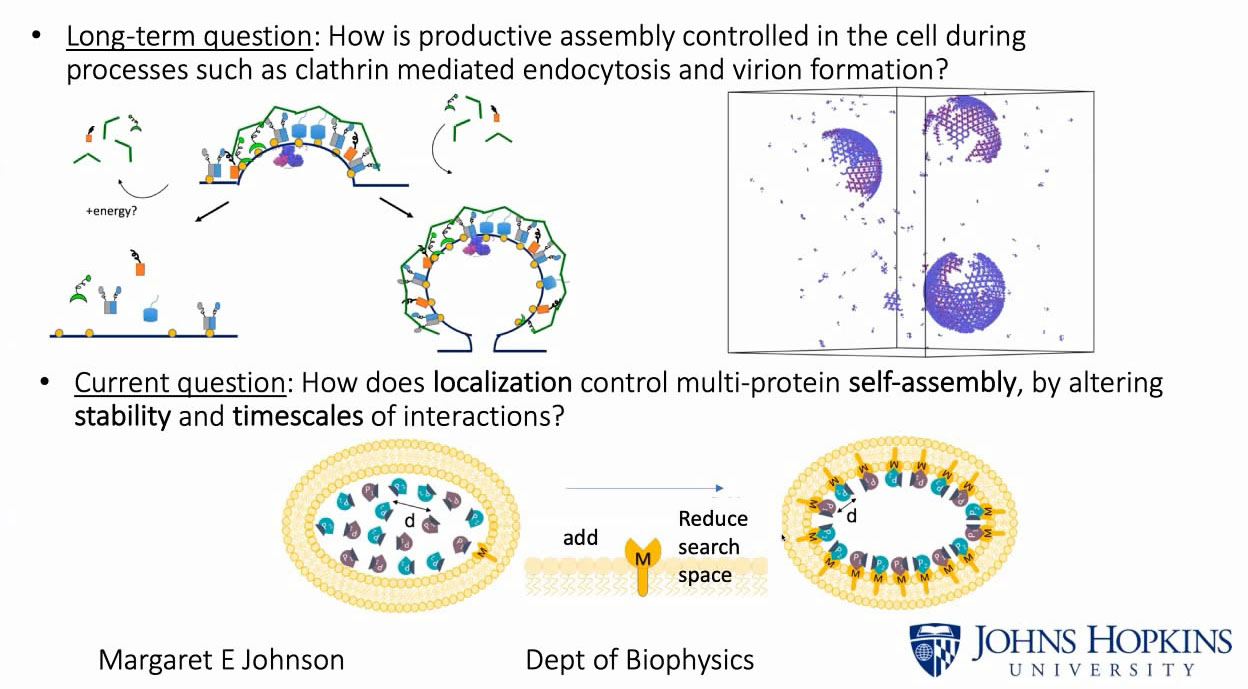 • Long-term question: How is productive assembly controlled in the cell during
processes such as clathrin mediated endocytosis and virion formation?
+energy?
• Current question: How does localization control multi-protein self-assembly, by altering
stability and timescales of interactions?
d
M
add
M
Reduce
search
space
d
M M M M M M M M M M M M M M M
Margaret E Johnson
Dept of Biophysics
JOHNS HOPKINS
UNIVERSITY